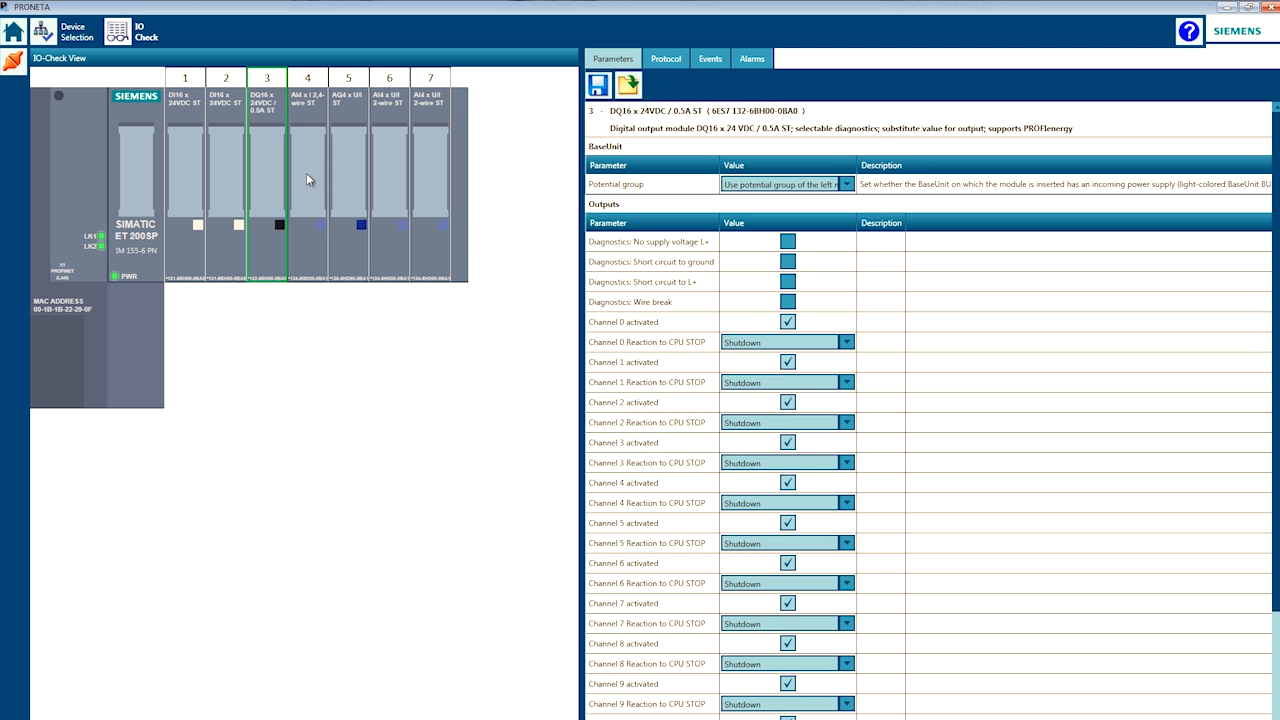 PRONETA
Device Selection
IO Check
? SIEMENS
IO-Check View
Parameters Protocol Events Alarms
1 2 3 4 5 6 7
SIEMENS
DI16 x 24VDC ST
DI16 x 24VDC ST
DQ16 x 24VDC / 0.5A ST
AI4 x I 2,4-wire ST
AQ4 x U/I ST
AI4 x U/I 2-wire ST
AI4 x U/I 2-wire ST
SIMATIC
ET 200SP
IM 155-6 PN
LK1
LK2
X1
PROFINET
(LAN)
PWR
MAC ADDRESS
00-1B-1B-22-29-0F
3 - DQ16 x 24VDC / 0.5A ST ( 6ES7 132-6BH00-0BA0 )
Digital output module DQ16 x 24 VDC / 0.5A ST; selectable diagnostics; substitute value for output; supports PROFIenergy
BaseUnit
Parameter Value Description
Potential group Use potential group of the left Set whether the BaseUnit on which the module is inserted has an incoming power supply (light-colored BaseUnit BU
Outputs
Parameter Value Description
Diagnostics: No supply voltage L+
Diagnostics: Short circuit to ground
Diagnostics: Short circuit to L+
Diagnostics: Wire break
Channel 0 activated
Channel 0 Reaction to CPU STOP Shutdown
Channel 1 activated
Channel 1 Reaction to CPU STOP Shutdown
Channel 2 activated
Channel 2 Reaction to CPU STOP Shutdown
Channel 3 activated
Channel 3 Reaction to CPU STOP Shutdown
Channel 4 activated
Channel 4 Reaction to CPU STOP Shutdown
Channel 5 activated
Channel 5 Reaction to CPU STOP Shutdown
Channel 6 activated
Channel 6 Reaction to CPU STOP Shutdown
Channel 7 activated
Channel 7 Reaction to CPU STOP Shutdown
Channel 8 activated
Channel 8 Reaction to CPU STOP Shutdown
Channel 9 activated
Channel 9 Reaction to CPU STOP Shutdown